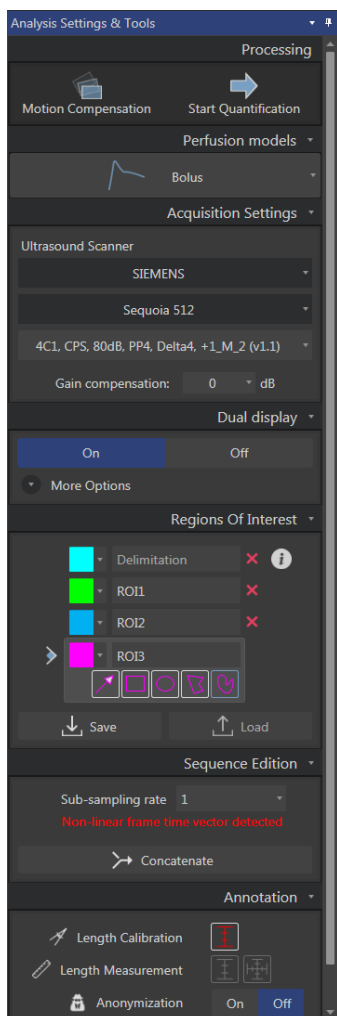 Analysis Settings & Tools
Processing
Motion Compensation
Start Quantification
Perfusion models
Bolus
Acquisition Settings
Ultrasound Scanner
SIEMENS
Sequoia 512
4C1, CPS, 80dB, PP4, Delta4, +1_M_2 (v1.1)
Gain compensation: 0 dB
Dual display
On Off
More Options
Regions Of Interest
Delimitation
ROI1
ROI2
ROI3
Save Load
Sequence Edition
Sub-sampling rate 1
Non-linear frame time vector detected
Concatenate
Annotation
Length Calibration
Length Measurement
Anonymization On Off